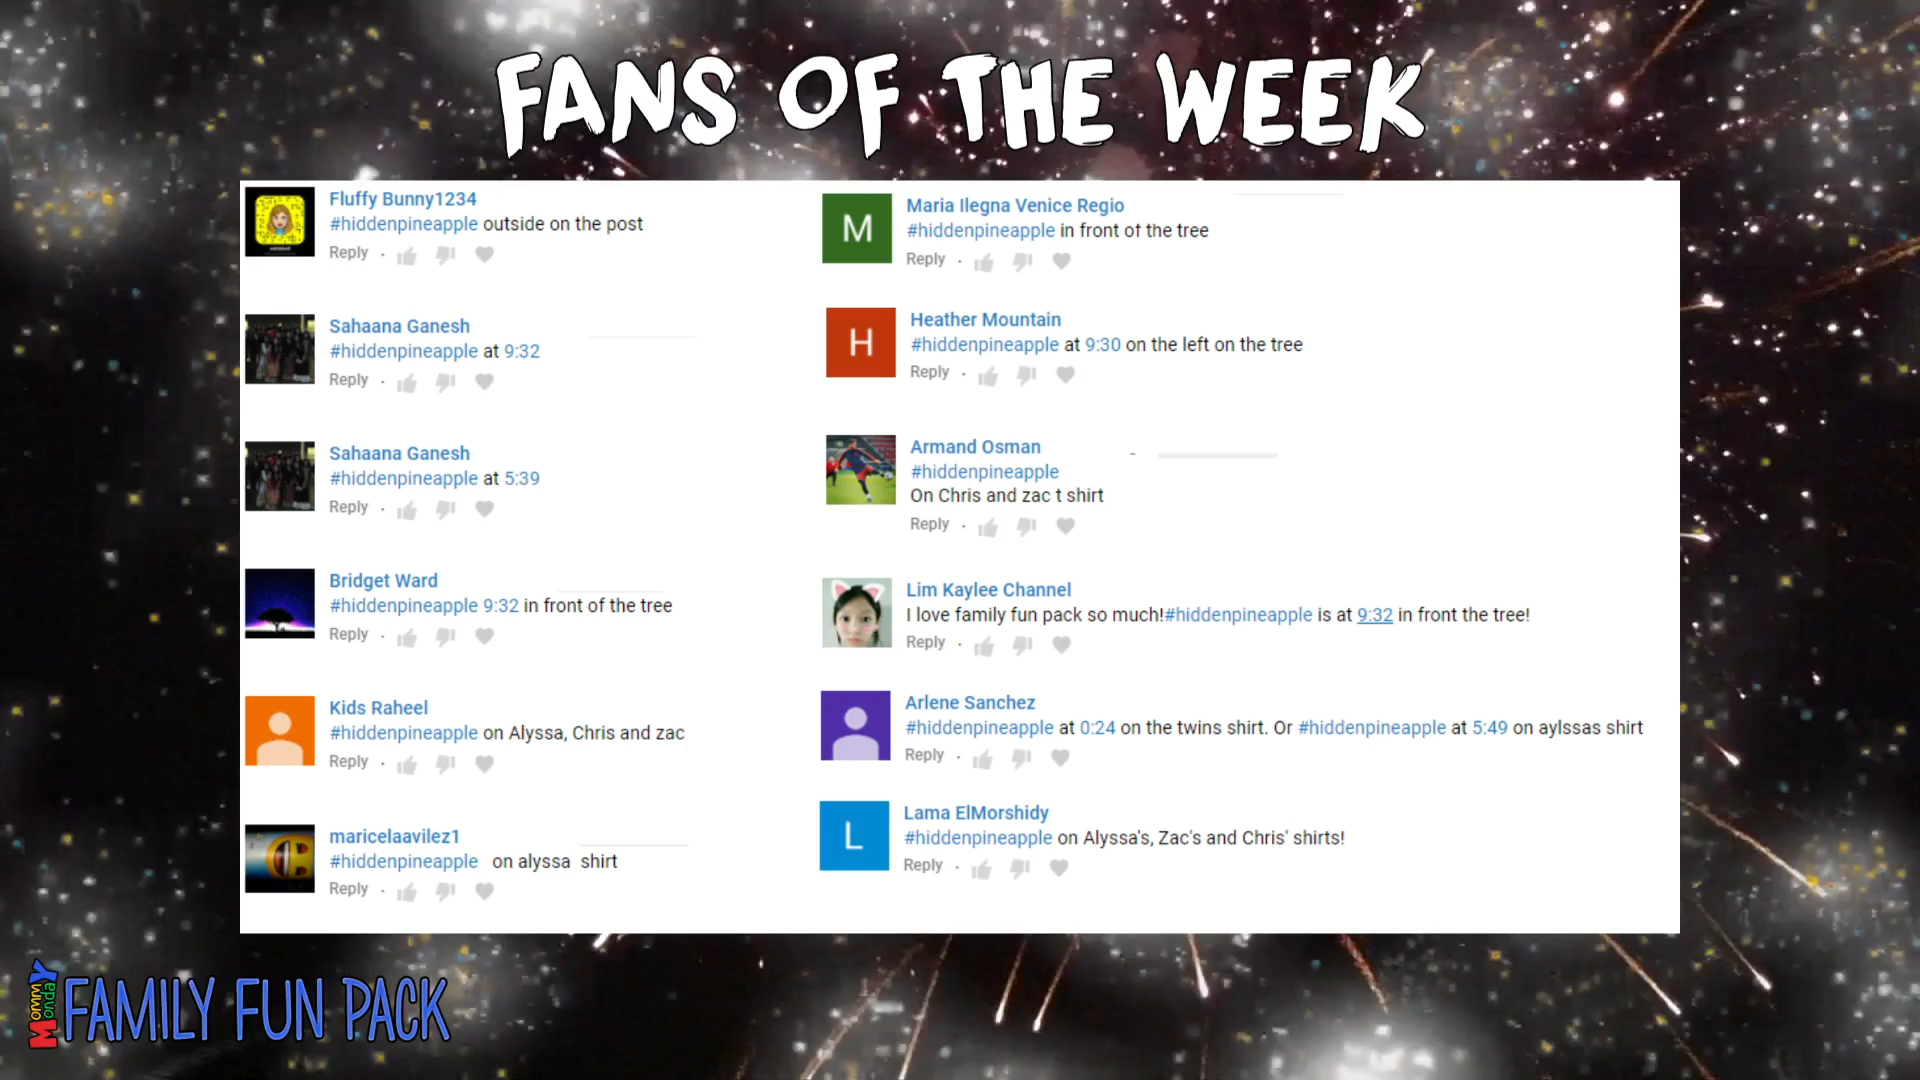 FANS OF THE WEEK
Fluffy Bunny1234
#hiddenpineapple outside on the post
Reply ·
Sahaana Ganesh
#hiddenpineapple at 9:32
Reply ·
Sahaana Ganesh
#hiddenpineapple at 5:39
Reply ·
Bridget Ward
#hiddenpineapple 9:32 in front of the tree
Reply ·
Kids Raheel
#hiddenpineapple on Alyssa, Chris and zac
Reply ·
maricelaavilez1
#hiddenpineapple on alyssa shirt
Reply ·
M
Maria Ilegna Venice Regio
#hiddenpineapple in front of the tree
Reply ·
H
Heather Mountain
#hiddenpineapple at 9:30 on the left on the tree
Reply ·
Armand Osman
#hiddenpineapple
On Chris and zac t shirt
Reply ·
Lim Kaylee Channel
I love family fun pack so much!#hiddenpineapple is at 9:32 in front the tree!
Reply ·
Arlene Sanchez
#hiddenpineapple at 0:24 on the twins shirt. Or #hiddenpineapple at 5:49 on aylssas shirt
Reply ·
L
Lama ElMorshidy
#hiddenpineapple on Alyssa's, Zac's and Chris' shirts!
Reply ·
Mommy Monday
FAMILY FUN PACK